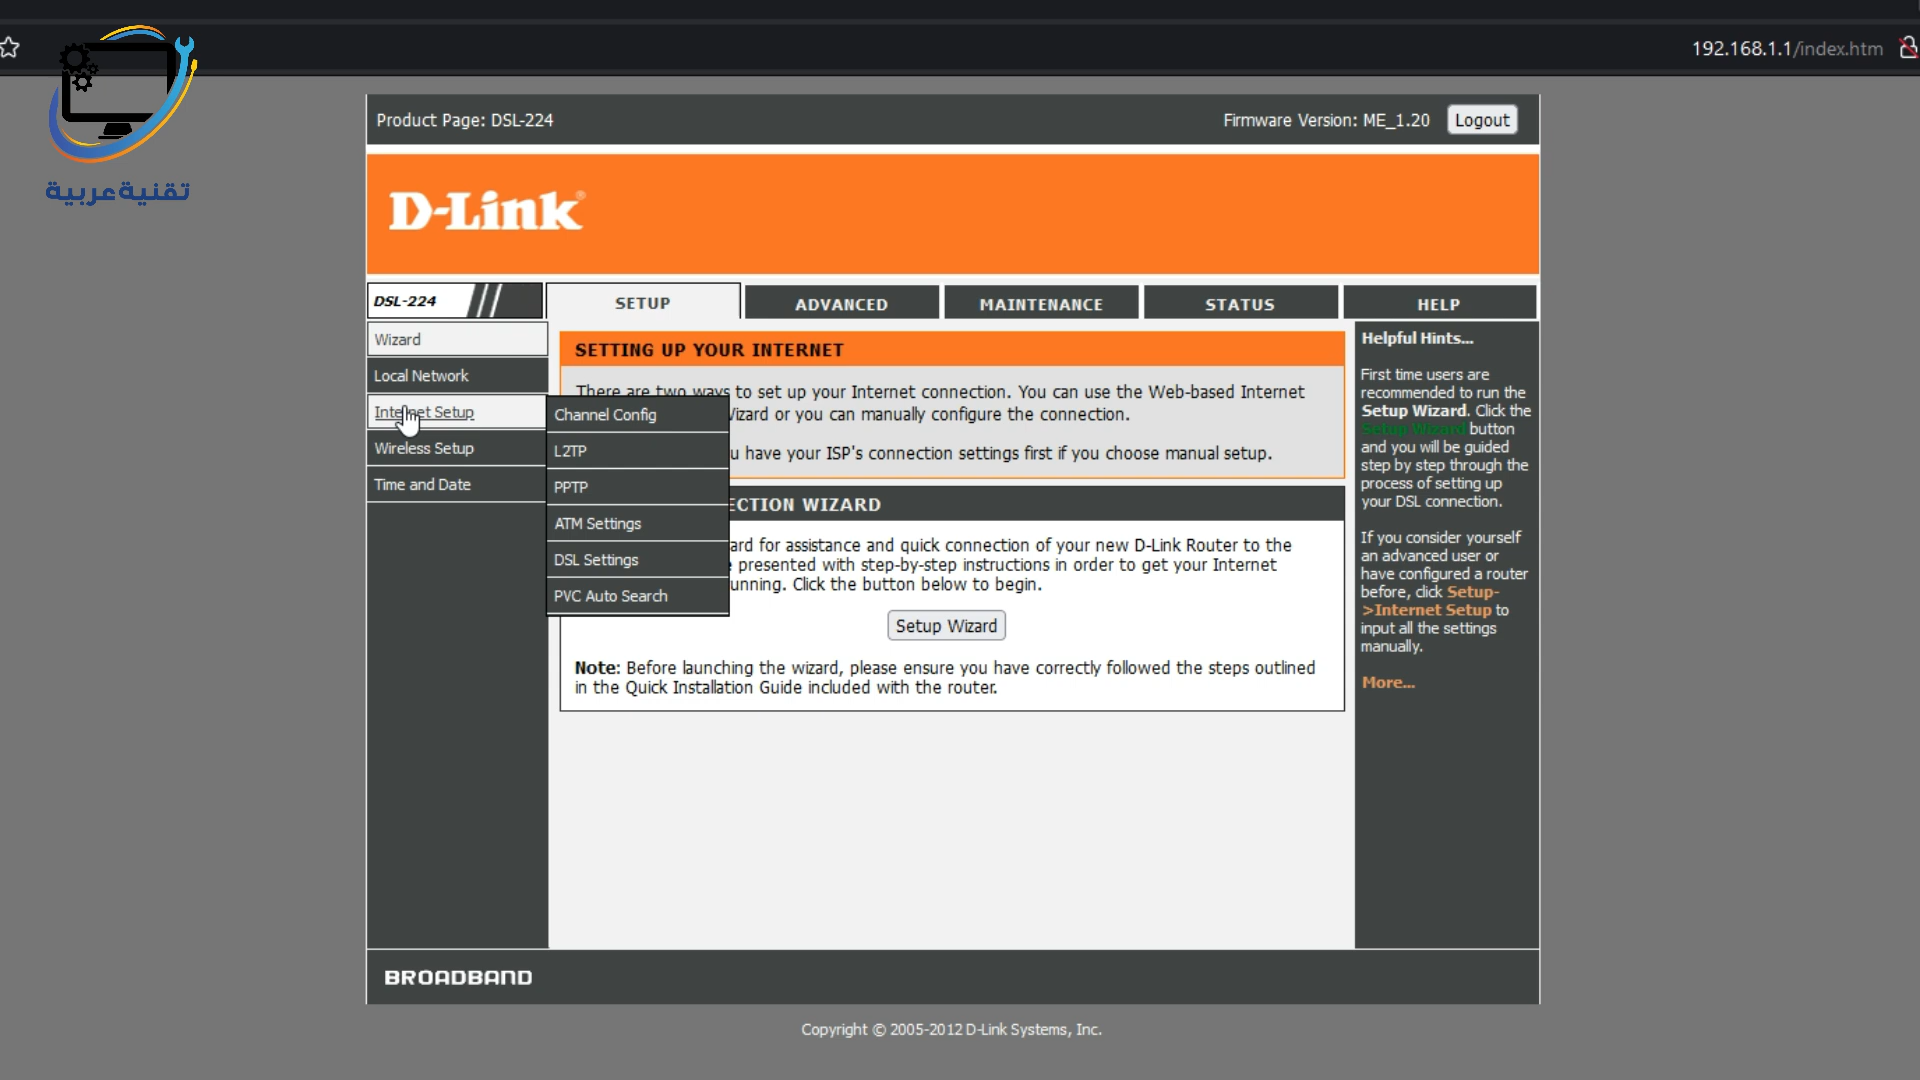 192.168.1.1/index.htm
تقنية عربية
Product Page: DSL-224
Firmware Version: ME_1.20
Logout
D-Link®
DSL-224
SETUP
ADVANCED
MAINTENANCE
STATUS
HELP
Wizard
Local Network
Internet Setup
Wireless Setup
Time and Date
Channel Config
L2TP
PPTP
ATM Settings
DSL Settings
PVC Auto Search
SETTING UP YOUR INTERNET
There are two ways to set up your Internet connection. You can use the Web-based Internet
Wizard or you can manually configure the connection.
u have your ISP's connection settings first if you choose manual setup.
ECTION WIZARD
ard for assistance and quick connection of your new D-Link Router to the
presented with step-by-step instructions in order to get your Internet
unning. Click the button below to begin.
Setup Wizard
Note: Before launching the wizard, please ensure you have correctly followed the steps outlined
in the Quick Installation Guide included with the router.
Helpful Hints...
First time users are
recommended to run the
Setup Wizard. Click the
Setup Wizard button
and you will be guided
step by step through the
process of setting up
your DSL connection.
If you consider yourself
an advanced user or
have configured a router
before, click Setup-
>Internet Setup to
input all the settings
manually.
More...
BROADBAND
Copyright © 2005-2012 D-Link Systems, Inc.